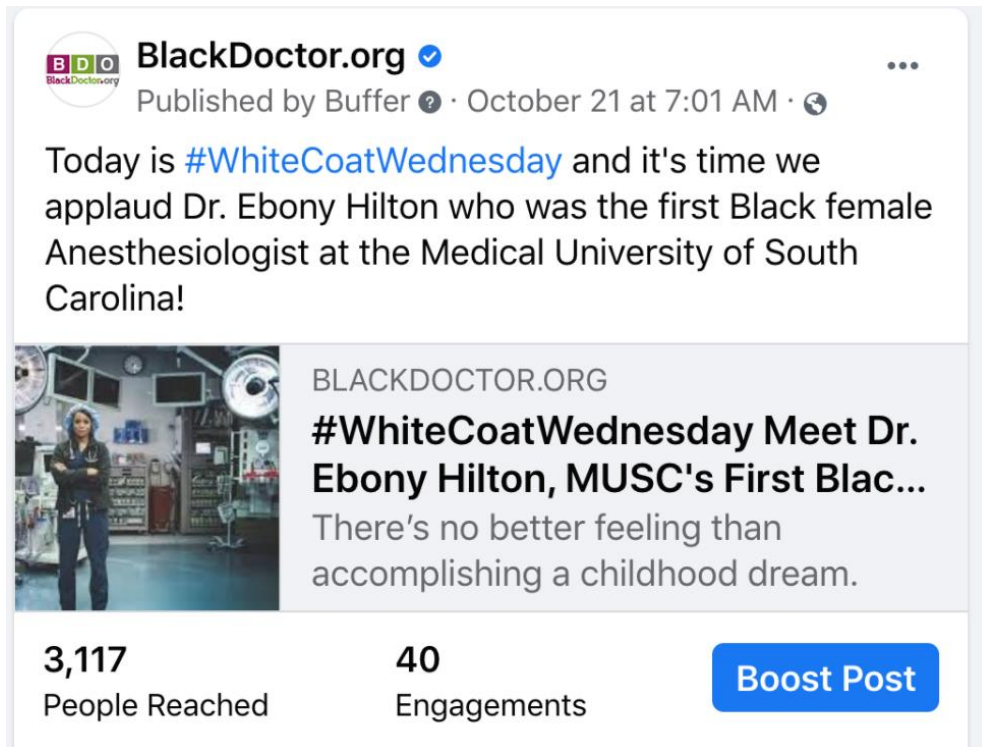 BDO
BlackDoctor.org
BlackDoctor.org
Published by Buffer · October 21 at 7:01 AM ·
Today is #WhiteCoatWednesday and it's time we
applaud Dr. Ebony Hilton who was the first Black female
Anesthesiologist at the Medical University of South
Carolina!
BLACKDOCTOR.ORG
#WhiteCoatWednesday Meet Dr.
Ebony Hilton, MUSC's First Blac...
There’s no better feeling than
accomplishing a childhood dream.
3,117
People Reached
40
Engagements
Boost Post